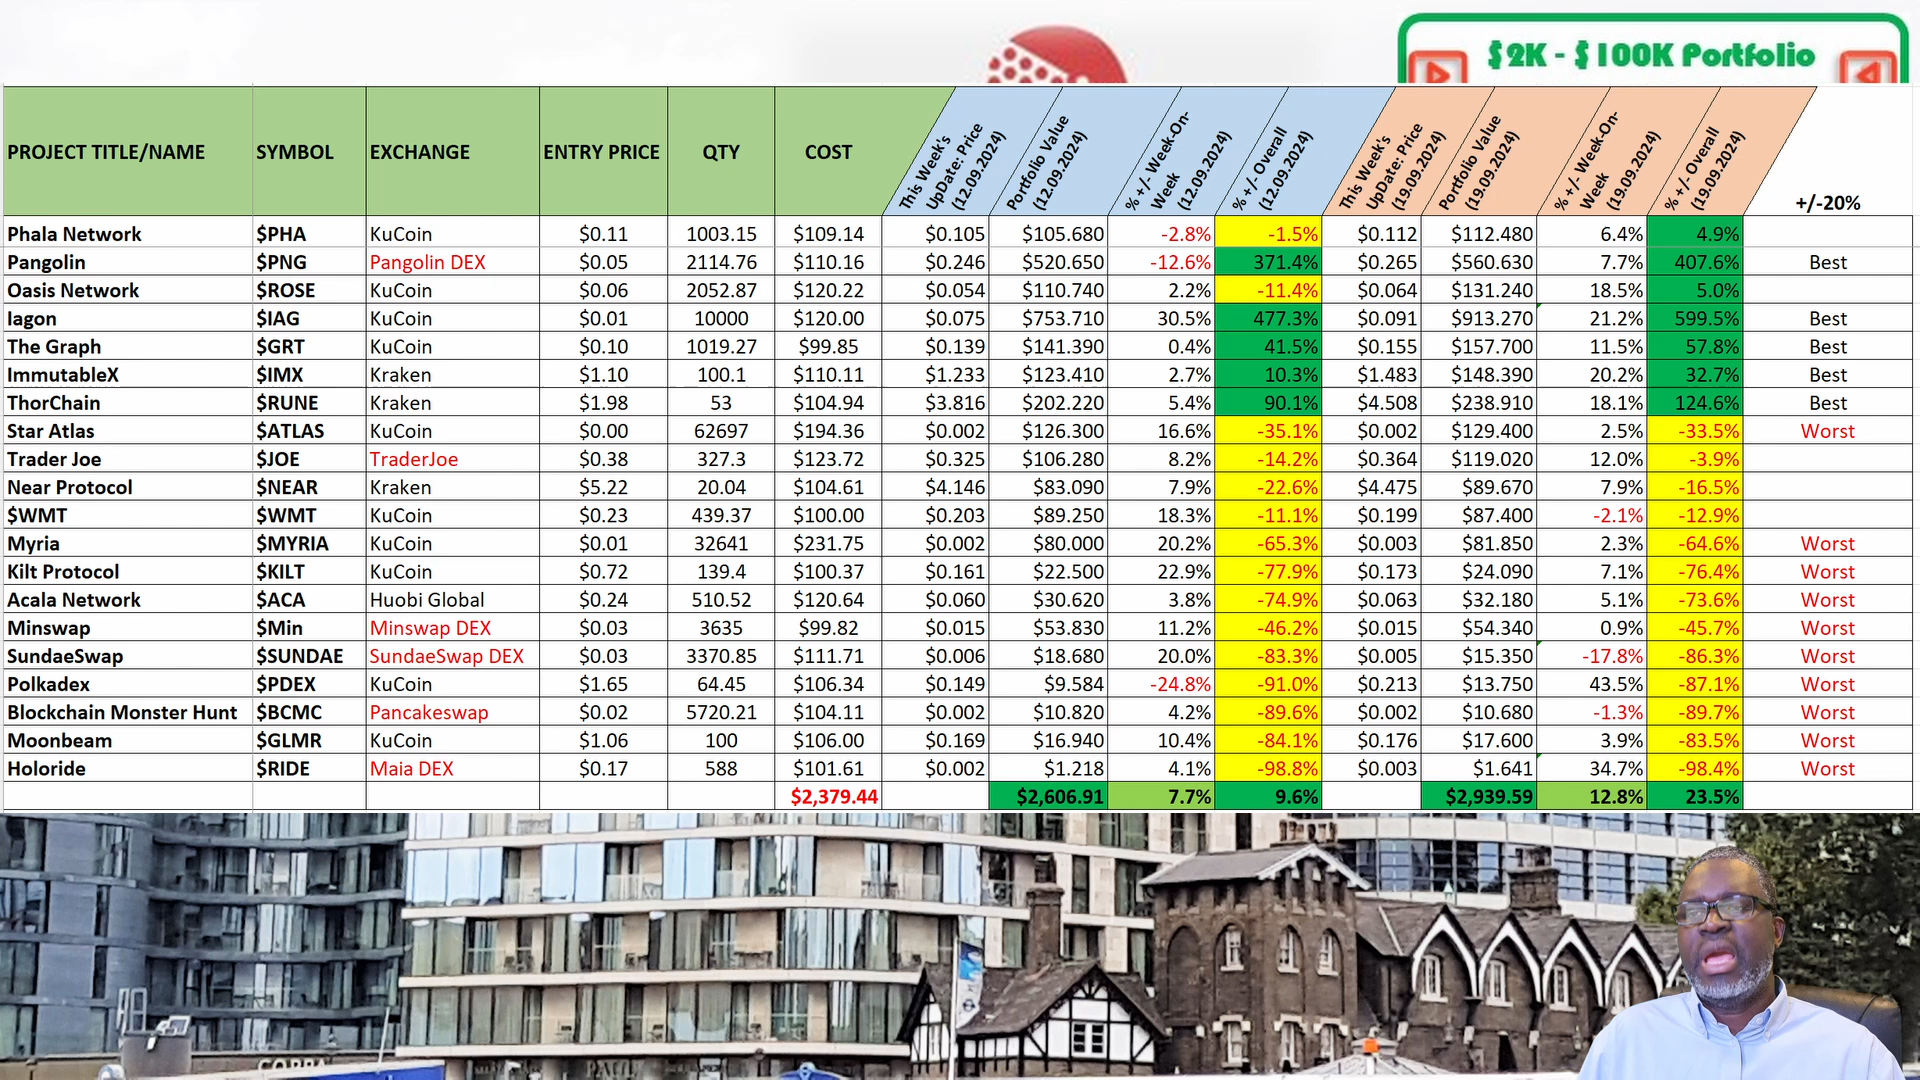 $2K - $100K Portfolio
PROJECT TITLE/NAME SYMBOL EXCHANGE ENTRY PRICE QTY COST This Week's UpDate: Price (12.09.2024) Portfolio Value (12.09.2024) % +/- Week-On-Week (12.09.2024) % +/- Overall (12.09.2024) This Week's UpDate: Price (19.09.2024) Portfolio Value (19.09.2024) % +/- Week-On-Week (19.09.2024) % +/- Overall (19.09.2024) +/-20%
Phala Network $PHA KuCoin $0.11 1003.15 $109.14 $0.105 $105.680 -2.8% -1.5% $0.112 $112.480 6.4% 4.9%
Pangolin $PNG Pangolin DEX $0.05 2114.76 $110.16 $0.246 $520.650 -12.6% 371.4% $0.265 $560.630 7.7% 407.6% Best
Oasis Network $ROSE KuCoin $0.06 2052.87 $120.22 $0.054 $110.740 2.2% -11.4% $0.064 $131.240 18.5% 5.0%
Iagon $IAG KuCoin $0.01 10000 $120.00 $0.075 $753.710 30.5% 477.3% $0.091 $913.270 21.2% 599.5% Best
The Graph $GRT KuCoin $0.10 1019.27 $99.85 $0.139 $141.390 0.4% 41.5% $0.155 $157.700 11.5% 57.8% Best
ImmutableX $IMX Kraken $1.10 100.1 $110.11 $1.233 $123.410 2.7% 10.3% $1.483 $148.390 20.2% 32.7% Best
ThorChain $RUNE Kraken $1.98 53 $104.94 $3.816 $202.220 5.4% 90.1% $4.508 $238.910 18.1% 124.6% Best
Star Atlas $ATLAS KuCoin $0.00 62697 $194.36 $0.002 $126.300 16.6% -35.1% $0.002 $129.400 2.5% -33.5% Worst
Trader Joe $JOE TraderJoe $0.38 327.3 $123.72 $0.325 $106.280 8.2% -14.2% $0.364 $119.020 12.0% -3.9%
Near Protocol $NEAR Kraken $5.22 20.04 $104.61 $4.146 $83.090 7.9% -22.6% $4.475 $89.670 7.9% -16.5%
$WMT $WMT KuCoin $0.23 439.37 $100.00 $0.203 $89.250 18.3% -11.1% $0.199 $87.400 -2.1% -12.9%
Myria $MYRIA KuCoin $0.01 32641 $231.75 $0.002 $80.000 20.2% -65.3% $0.003 $81.850 2.3% -64.6% Worst
Kilt Protocol $KILT KuCoin $0.72 139.4 $100.37 $0.161 $22.500 22.9% -77.9% $0.173 $24.090 7.1% -76.4% Worst
Acala Network $ACA Huobi Global $0.24 510.52 $120.64 $0.060 $30.620 3.8% -74.9% $0.063 $32.180 5.1% -73.6% Worst
Minswap $Min Minswap DEX $0.03 3635 $99.82 $0.015 $53.830 11.2% -46.2% $0.015 $54.340 0.9% -45.7% Worst
SundaeSwap $SUNDAE SundaeSwap DEX $0.03 3370.85 $111.71 $0.006 $18.680 20.0% -83.3% $0.005 $15.350 -17.8% -86.3% Worst
Polkadex $PDEX KuCoin $1.65 64.45 $106.34 $0.149 $9.584 -24.8% -91.0% $0.213 $13.750 43.5% -87.1% Worst
Blockchain Monster Hunt $BCMC Pancakeswap $0.02 5720.21 $104.11 $0.002 $10.820 4.2% -89.6% $0.002 $10.680 -1.3% -89.7% Worst
Moonbeam $GLMR KuCoin $1.06 100 $106.00 $0.169 $16.940 10.4% -84.1% $0.176 $17.600 3.9% -83.5% Worst
Holoride $RIDE Maia DEX $0.17 588 $101.61 $0.002 $1.218 4.1% -98.8% $0.003 $1.641 34.7% -98.4% Worst
$2,379.44 $2,606.91 7.7% 9.6% $2,939.59 12.8% 23.5%